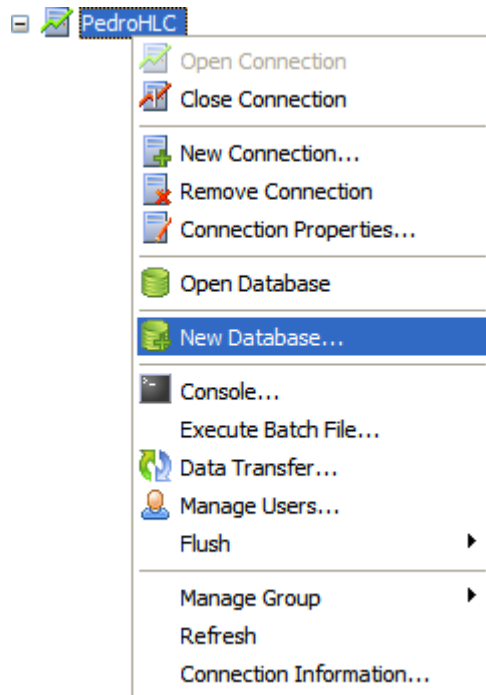 PedroHLC
Open Connection
Close Connection
New Connection...
Remove Connection
Connection Properties...
Open Database
New Database...
Console...
Execute Batch File...
Data Transfer...
Manage Users...
Flush
Manage Group
Refresh
Connection Information...